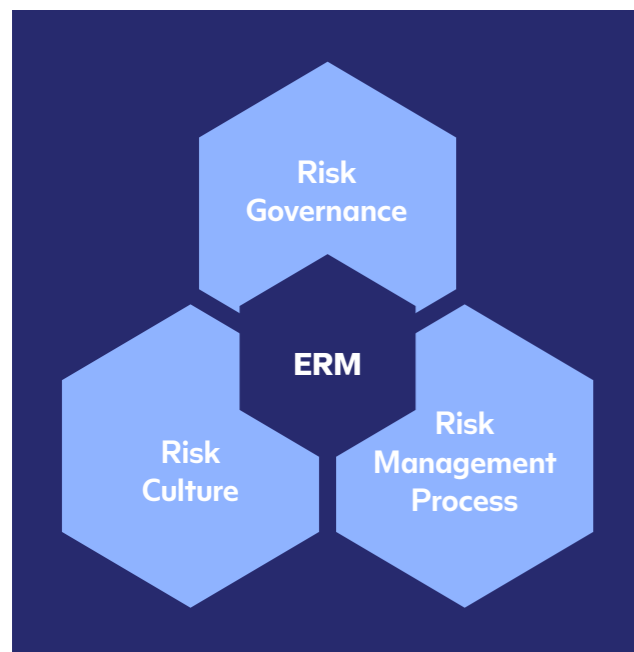 Risk
Governance
ERM
Risk
Culture
Risk
Management
Process